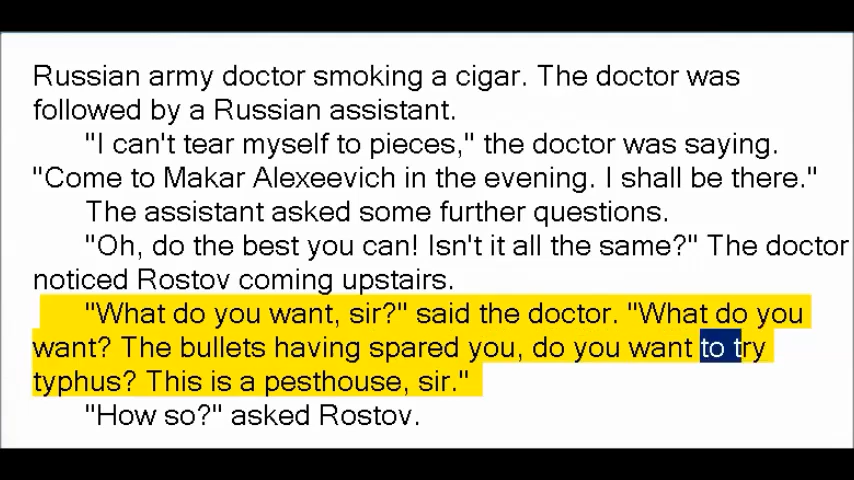 Russian army doctor smoking a cigar. The doctor was
followed by a Russian assistant.
"I can't tear myself to pieces," the doctor was saying.
"Come to Makar Alexeevich in the evening. I shall be there."
The assistant asked some further questions.
"Oh, do the best you can! Isn't it all the same?" The doctor
noticed Rostov coming upstairs.
"What do you want, sir?" said the doctor. "What do you
want? The bullets having spared you, do you want to try
typhus? This is a pesthouse, sir."
"How so?" asked Rostov.